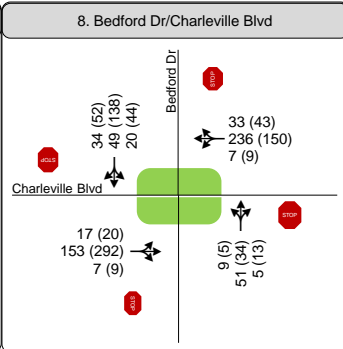 8. Bedford Dr/Charleville Blvd
Bedford Dr
STOP
34 (52)
49 (138)
20 (44)
33 (43)
236 (150)
7 (9)
STOP
Charleville Blvd
STOP
17 (20)
153 (292)
7 (9)
9 (5)
51 (34)
5 (13)
STOP